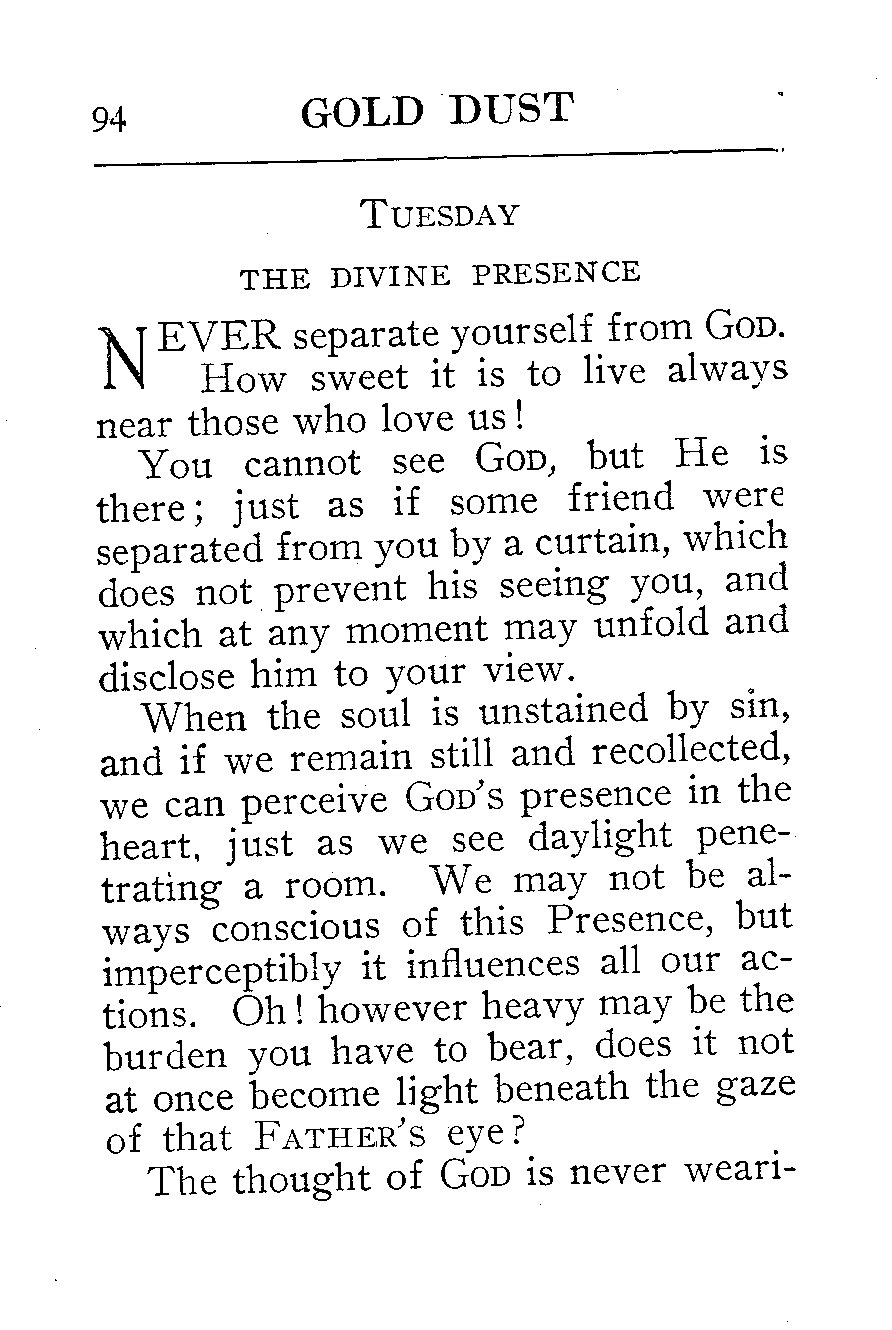 94 GOLD DUST
TUESDAY
THE DIVINE PRESENCE
NEVER separate yourself from GOD.
How sweet it is to live always
near those who love us!
You cannot see GOD, but He is
there; just as if some friend were
separated from you by a curtain, which
does not prevent his seeing you, and
which at any moment may unfold and
disclose him to your view.
When the soul is unstained by sin,
and if we remain still and recollected,
we can perceive GOD's presence in the
heart, just as we see daylight pene-
trating a room. We may not be al-
ways conscious of this Presence, but
imperceptibly it influences all our ac-
tions. Oh! however heavy may be the
burden you have to bear, does it not
at once become light beneath the gaze
of that FATHER's eye?
The thought of GOD is never weari-